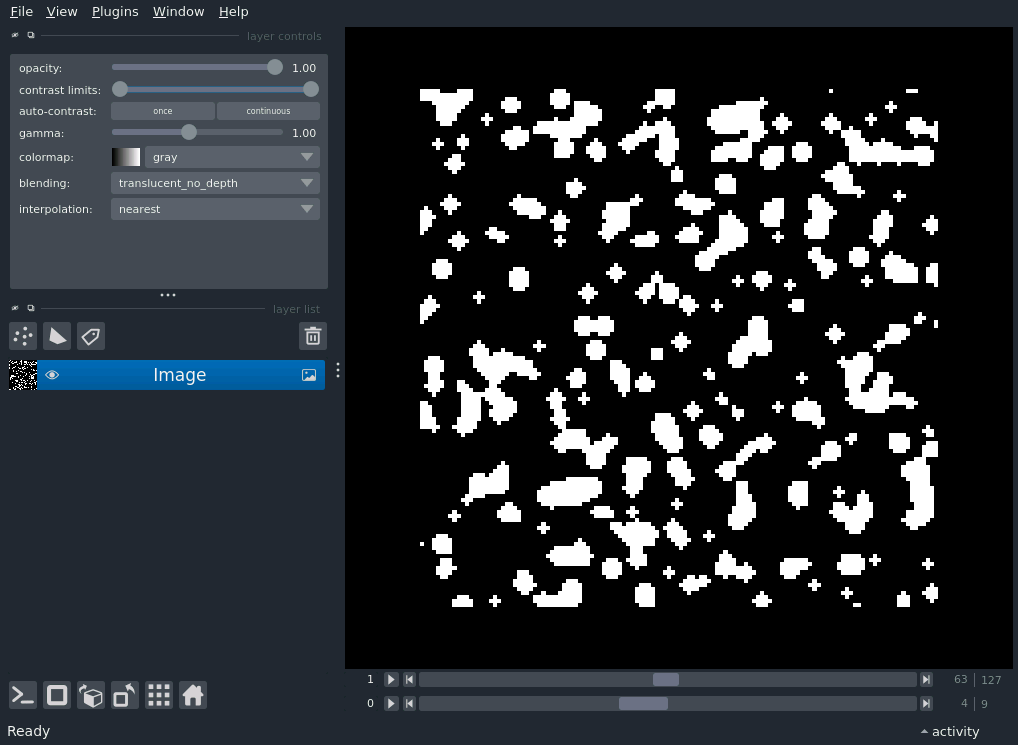 File View Plugins Window Help
layer controls
opacity: 1.00
contrast limits:
auto-contrast: once continuous
gamma: 1.00
colormap: gray
blending: translucent_no_depth
interpolation: nearest
layer list
Image
1 63 127
0 4 9
Ready activity